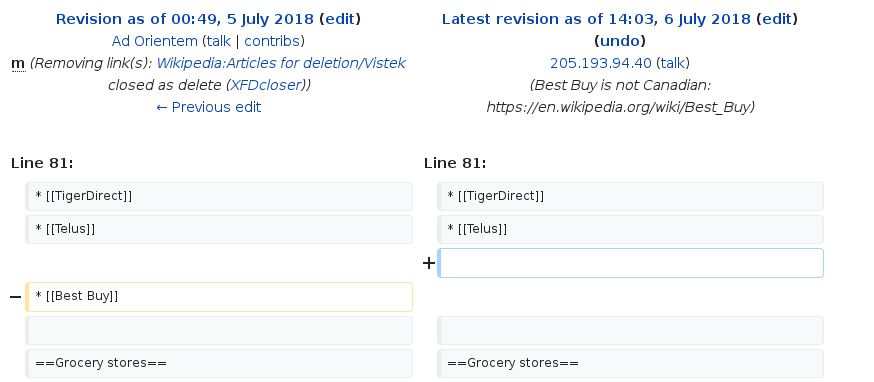 Revision as of 00:49, 5 July 2018 (edit)
Ad Orientem (talk | contribs)
m (Removing link(s): Wikipedia:Articles for deletion/Vistek
closed as delete (XFDcloser))
← Previous edit
Latest revision as of 14:03, 6 July 2018 (edit)
(undo)
205.193.94.40 (talk)
(Best Buy is not Canadian:
https://en.wikipedia.org/wiki/Best_Buy)
Line 81:
Line 81:
* [[TigerDirect]]
* [[TigerDirect]]
* [[Telus]]
* [[Telus]]
+
− * [[Best Buy]]
==Grocery stores==
==Grocery stores==